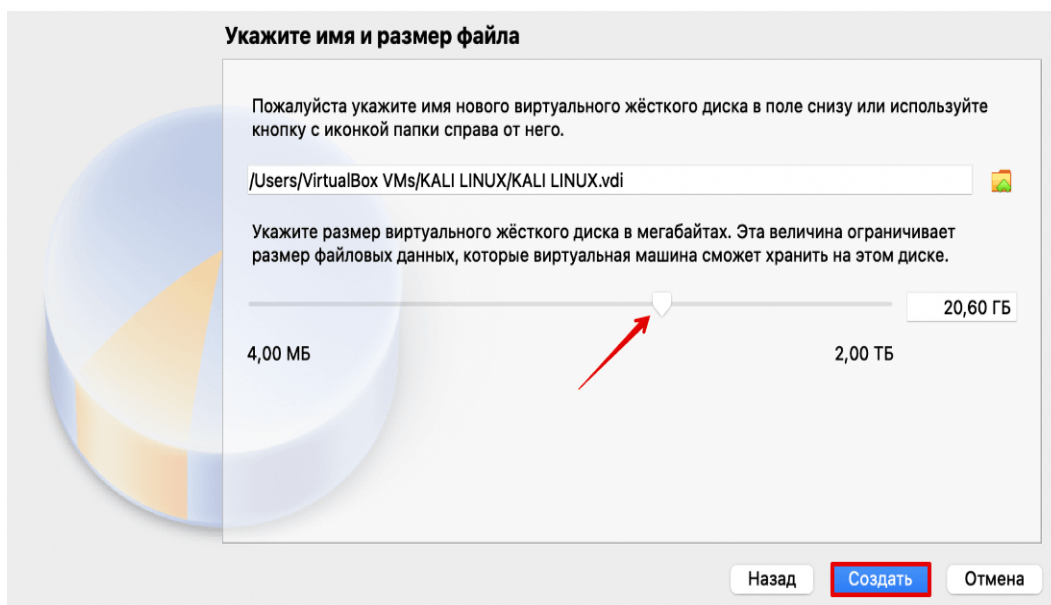 Укажите имя и размер файла
Пожалуйста укажите имя нового виртуального жёсткого диска в поле снизу или используйте
кнопку с иконкой папки справа от него.
/Users/VirtualBox VMs/KALI LINUX/KALI LINUX.vdi
Укажите размер виртуального жёсткого диска в мегабайтах. Эта величина ограничивает
размер файловых данных, которые виртуальная машина сможет хранить на этом диске.
20,60 ГБ
4,00 МБ 2,00 ТБ
Назад Создать Отмена